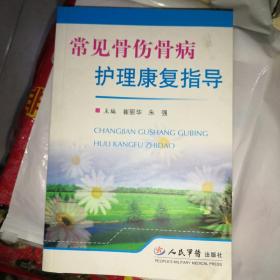 常见骨伤骨病
护理康复指导
主编 崔丽华 朱强
CHANGJIAN GUSHANG GUBING
HULI KANGFU ZHIDAO
人民军医出版社
PEOPLE'S MILITARY MEDICAL PRESS